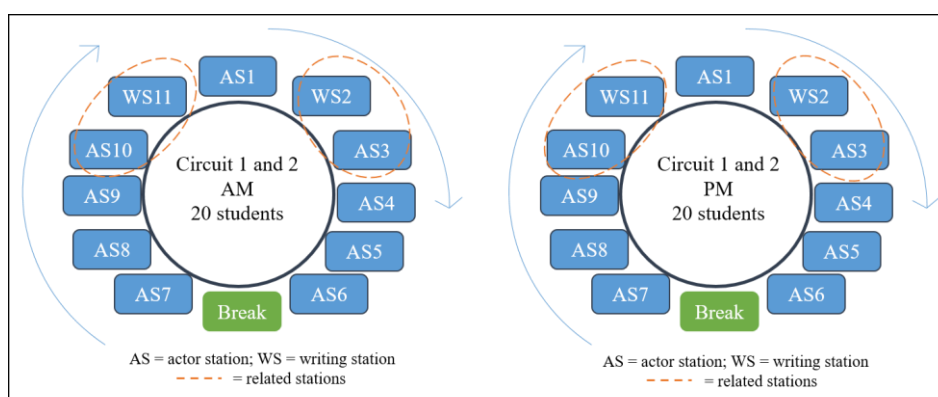 AS1
WS2
AS3
AS4
AS5
AS6
Break
AS7
AS8
AS9
AS10
WS11
Circuit 1 and 2
AM
20 students
AS = actor station; WS = writing station
= related stations
AS1
WS2
AS3
AS4
AS5
AS6
Break
AS7
AS8
AS9
AS10
WS11
Circuit 1 and 2
PM
20 students
AS = actor station; WS = writing station
= related stations